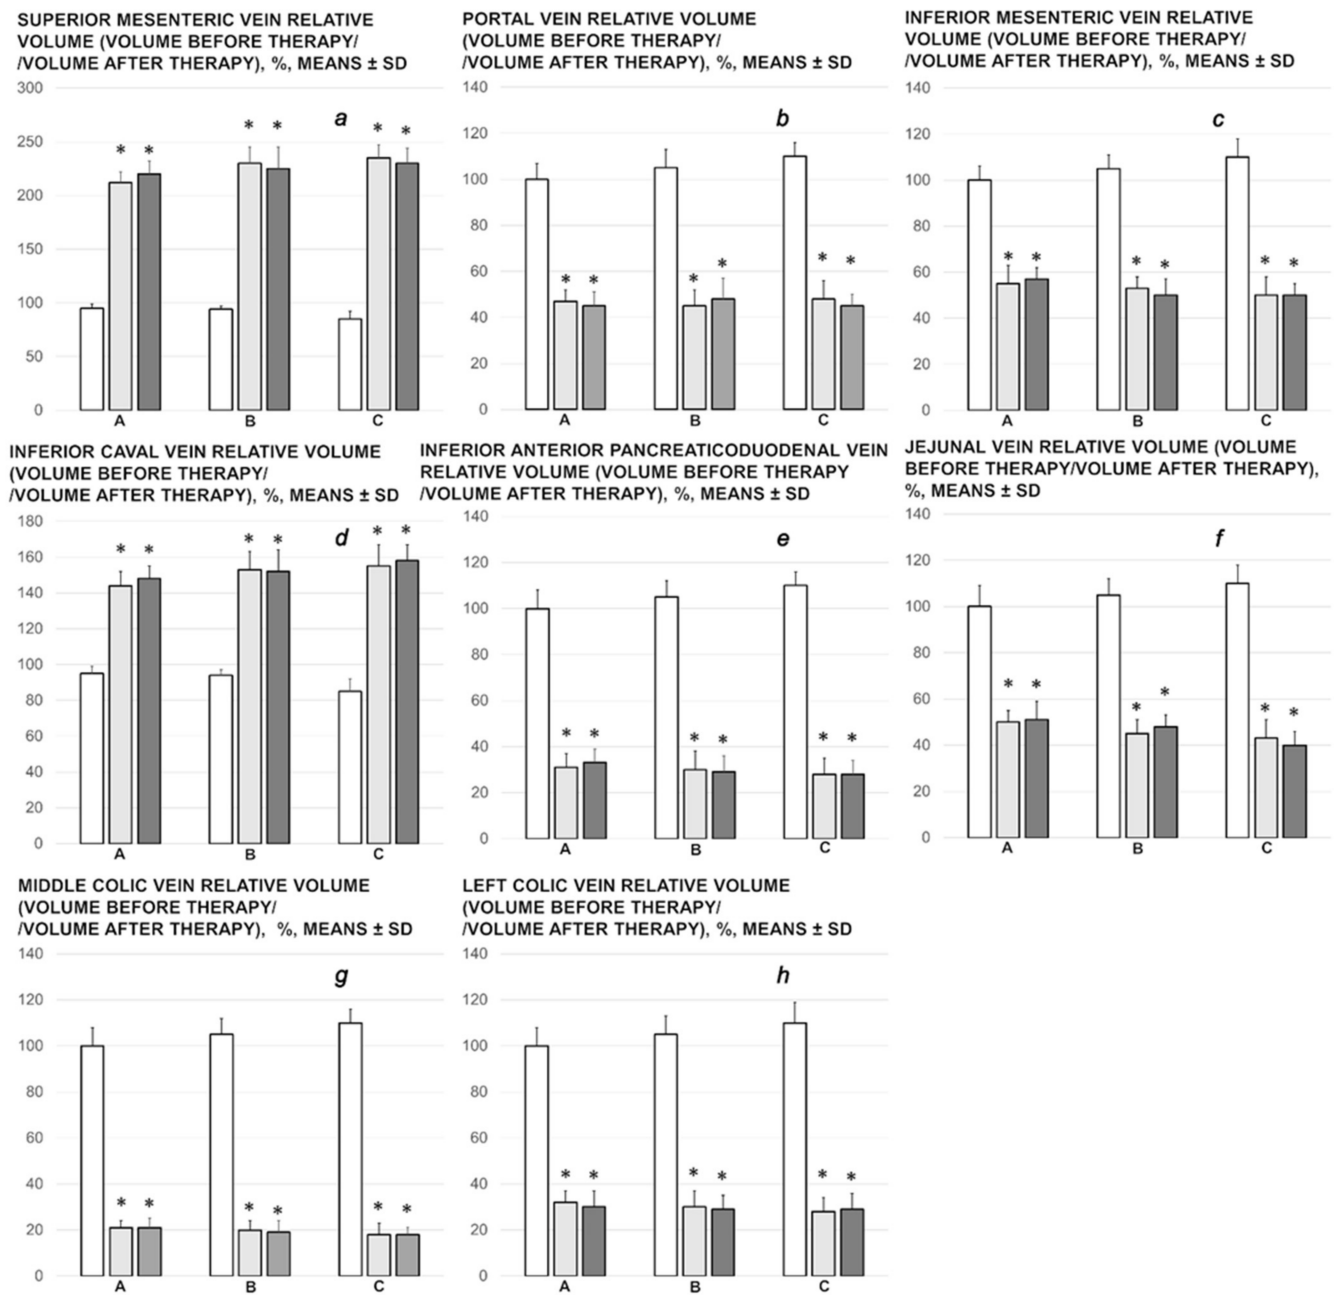 SUPERIOR MESENTERIC VEIN RELATIVE
VOLUME (VOLUME BEFORE THERAPY/
/VOLUME AFTER THERAPY), %, MEANS ± SD
300
250
200
150
100
50
0
a
* * * * * *
A B C
PORTAL VEIN RELATIVE VOLUME
(VOLUME BEFORE THERAPY/
/VOLUME AFTER THERAPY), %, MEANS ± SD
140
120
100
80
60
40
20
0
b
* * * * * *
A B C
INFERIOR MESENTERIC VEIN RELATIVE
VOLUME (VOLUME BEFORE THERAPY/
/VOLUME AFTER THERAPY), %, MEANS ± SD
140
120
100
80
60
40
20
0
c
* * * * * *
A B C
INFERIOR CAVAL VEIN RELATIVE VOLUME
(VOLUME BEFORE THERAPY/
/VOLUME AFTER THERAPY), %, MEANS ± SD
180
160
140
120
100
80
60
40
20
0
d
* * * * * *
A B C
INFERIOR ANTERIOR PANCREATICODUODENAL VEIN
RELATIVE VOLUME (VOLUME BEFORE THERAPY
/VOLUME AFTER THERAPY), %, MEANS ± SD
140
120
100
80
60
40
20
0
e
* * * * * *
A B C
JEJUNAL VEIN RELATIVE VOLUME (VOLUME
BEFORE THERAPY/VOLUME AFTER THERAPY),
%, MEANS ± SD
140
120
100
80
60
40
20
0
f
* * * * * *
A B C
MIDDLE COLIC VEIN RELATIVE VOLUME
(VOLUME BEFORE THERAPY/
/VOLUME AFTER THERAPY), %, MEANS ± SD
140
120
100
80
60
40
20
0
g
* * * * * *
A B C
LEFT COLIC VEIN RELATIVE VOLUME
(VOLUME BEFORE THERAPY/
/VOLUME AFTER THERAPY), %, MEANS ± SD
140
120
100
80
60
40
20
0
h
* * * * * *
A B C